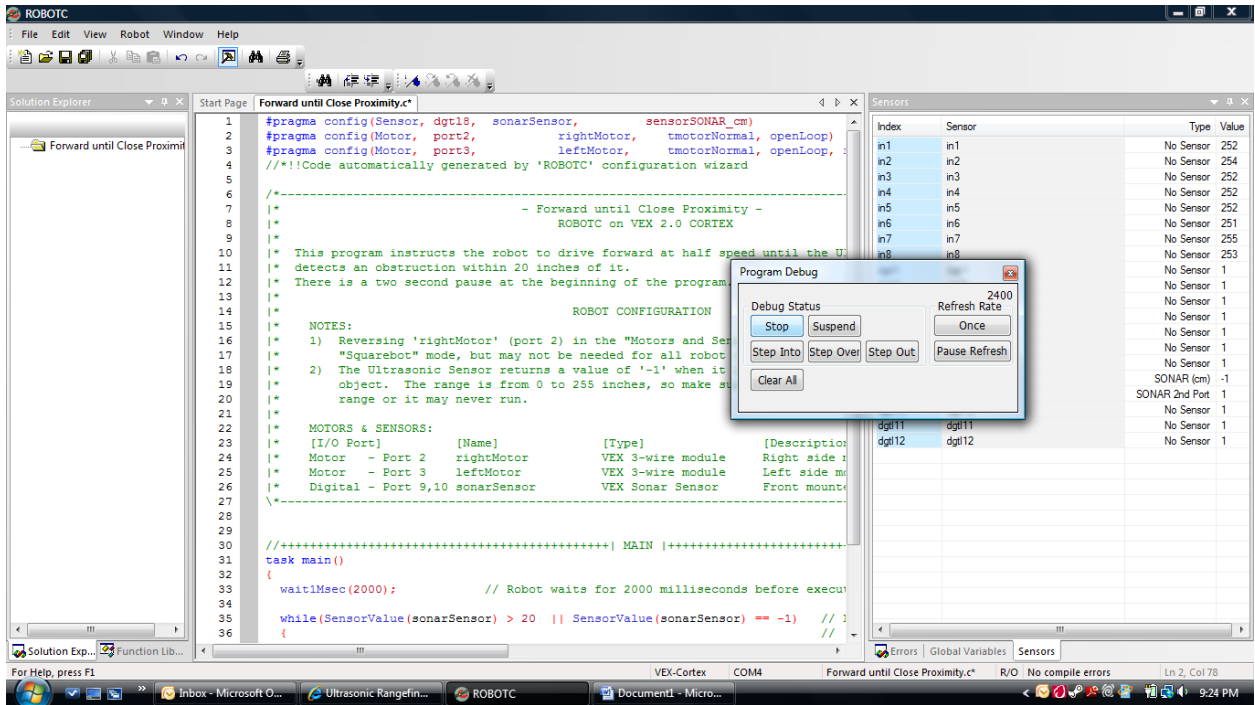 ROBOTC
File Edit View Robot Window Help
Solution Explorer
Forward until Close Proximit
Solution Exp... Function Lib...
Start Page Forward until Close Proximity.c*
1 #pragma config(Sensor, dgtl8, sonarSensor, sensorSONAR_cm)
2 #pragma config(Motor, port2, rightMotor, tmotorNormal, openLoop)
3 #pragma config(Motor, port3, leftMotor, tmotorNormal, openLoop,
4 //*!!Code automatically generated by 'ROBOTC' configuration wizard
5
6 /*------------------------------------------------------------
7 |* - Forward until Close Proximity -
8 |* ROBOTC on VEX 2.0 CORTEX
9 |*
10 |* This program instructs the robot to drive forward at half speed until the
11 |* detects an obstruction within 20 inches of it.
12 |* There is a two second pause at the beginning of the program.
13 |*
14 |* ROBOT CONFIGURATION
15 |* NOTES:
16 |* 1) Reversing 'rightMotor' (port 2) in the "Motors and Sen
17 |* "Squarebot" mode, but may not be needed for all robot
18 |* 2) The Ultrasonic Sensor returns a value of '-1' when it
19 |* object. The range is from 0 to 255 inches, so make su
20 |* range or it may never run.
21 |*
22 |* MOTORS & SENSORS:
23 |* [I/O Port] [Name] [Type] [Description
24 |* Motor - Port 2 rightMotor VEX 3-wire module Right side
25 |* Motor - Port 3 leftMotor VEX 3-wire module Left side mo
26 |* Digital - Port 9,10 sonarSensor VEX Sonar Sensor Front mounte
27 \*------------------------------------------------------------
28
29
30 //+++++++++++++++++++++++++++++++++++++++++++++| MAIN |++++++++++++++++++++++++
31 task main()
32 {
33 wait1Msec(2000); // Robot waits for 2000 milliseconds before execut
34
35 while(SensorValue(sonarSensor) > 20 || SensorValue(sonarSensor) == -1) //
36 { //
Program Debug
2400
Debug Status Refresh Rate
Stop Suspend Once
Step Into Step Over Step Out Pause Refresh
Clear All
Sensors
Index Sensor Type Value
in1 in1 No Sensor 252
in2 in2 No Sensor 254
in3 in3 No Sensor 252
in4 in4 No Sensor 252
in5 in5 No Sensor 252
in6 in6 No Sensor 251
in7 in7 No Sensor 255
in8 in8 No Sensor 253
No Sensor 1
No Sensor 1
No Sensor 1
No Sensor 1
No Sensor 1
No Sensor 1
No Sensor 1
SONAR (cm) -1
SONAR 2nd Port 1
No Sensor 1
dgtl11 dgtl11 No Sensor 1
dgtl12 dgtl12 No Sensor 1
Errors Global Variables Sensors
For Help, press F1 VEX-Cortex COM4 Forward until Close Proximity.c* R/O No compile errors Ln 2, Col 78
Inbox - Microsoft O... Ultrasonic Rangefin... ROBOTC Document1 - Micro... 9:24 PM